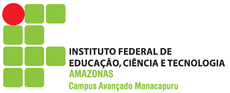 INSTITUTO FEDERAL DE
EDUCAÇÃO, CIÊNCIA E TECNOLOGIA
AMAZONAS
Campus Avançado Manacapuru